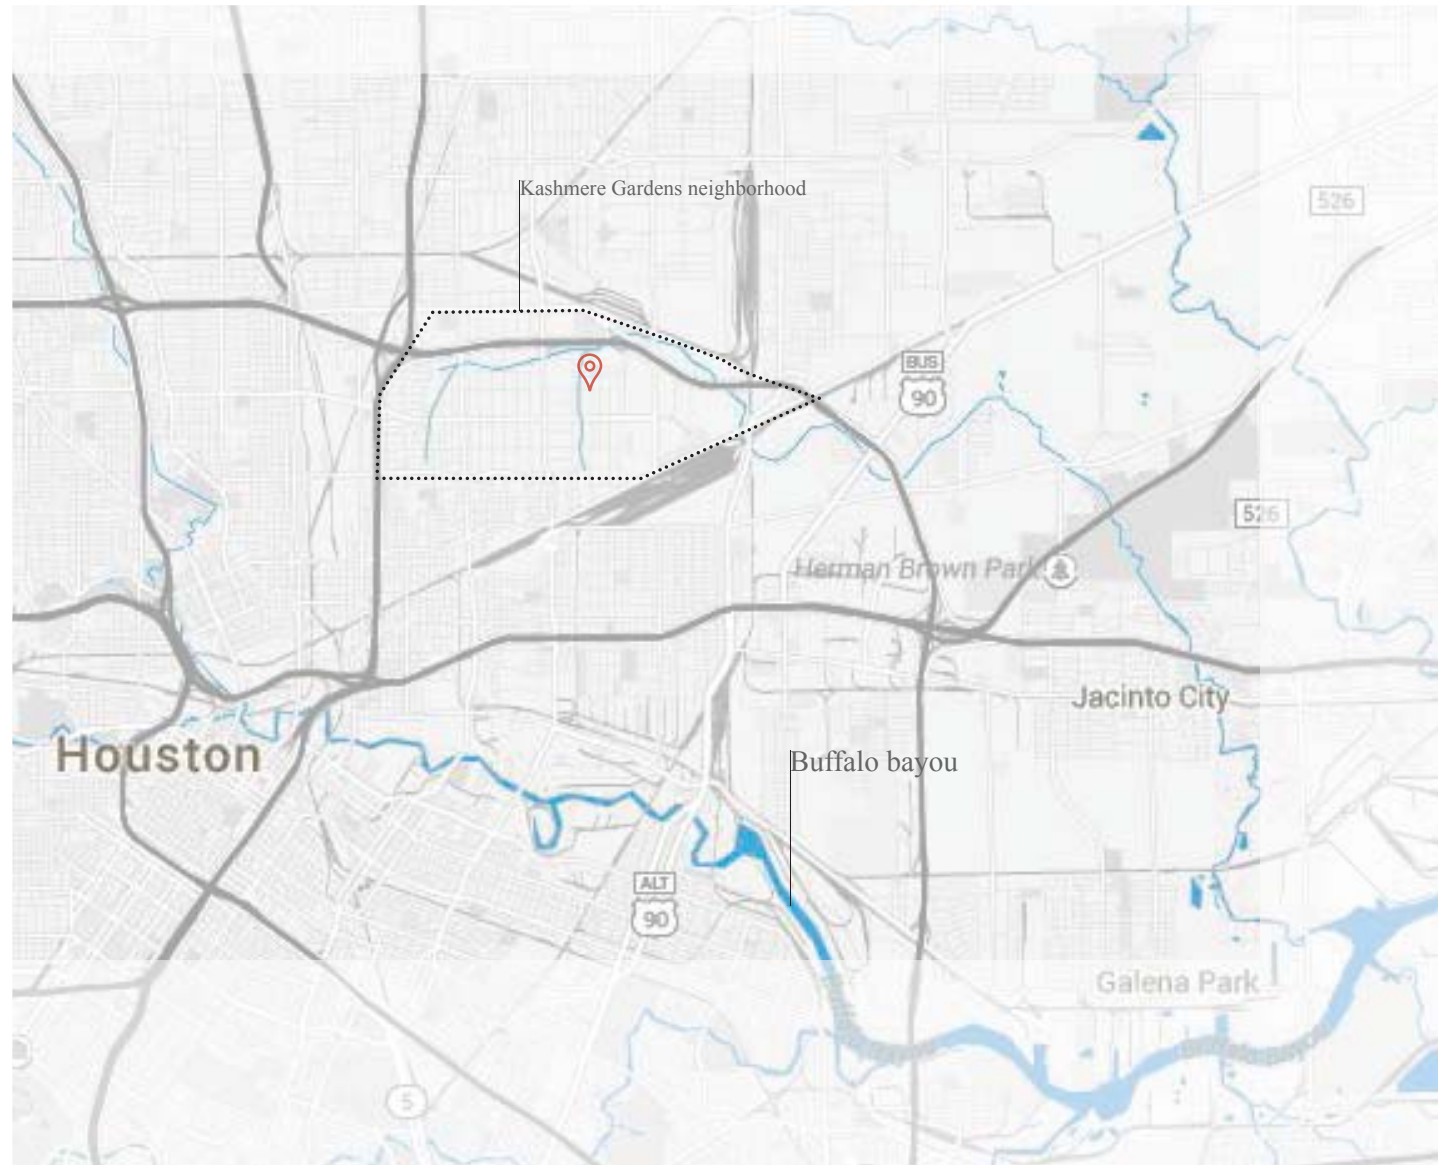 Kashmere Gardens neighborhood
526
BUS
90
526
Herman Brown Park
Jacinto City
Houston
Buffalo bayou
ALT
90
Galena Park
5